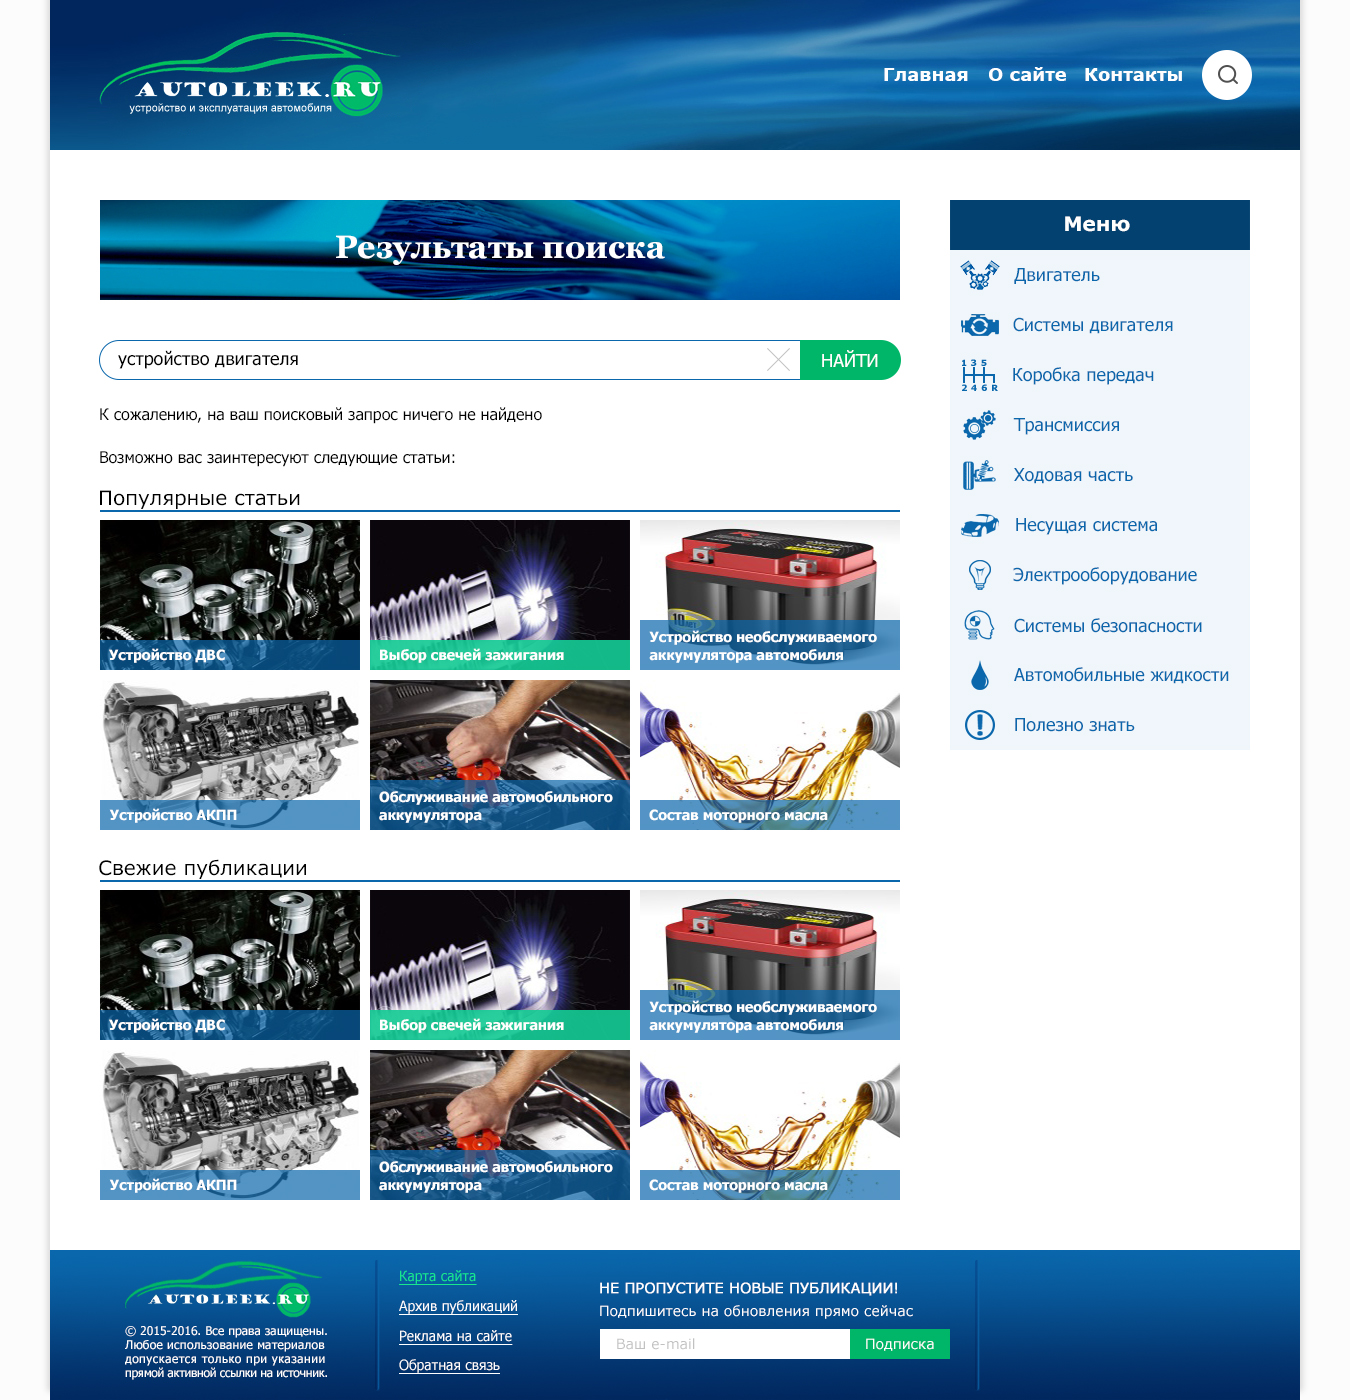 AUTOLEEK.RU
устройство и эксплуатация автомобиля
Главная О сайте Контакты
Результаты поиска
устройство двигателя
НАЙТИ
К сожалению, на ваш поисковый запрос ничего не найдено
Возможно вас заинтересуют следующие статьи:
Популярные статьи
Устройство ДВС
Выбор свечей зажигания
Устройство необслуживаемого
аккумулятора автомобиля
Устройство АКПП
Обслуживание автомобильного
аккумулятора
Состав моторного масла
Свежие публикации
Устройство ДВС
Выбор свечей зажигания
Устройство необслуживаемого
аккумулятора автомобиля
Устройство АКПП
Обслуживание автомобильного
аккумулятора
Состав моторного масла
Меню
Двигатель
Системы двигателя
1 3 5
2 4 6 R
Коробка передач
Трансмиссия
Ходовая часть
Несущая система
Электрооборудование
Системы безопасности
Автомобильные жидкости
Полезно знать
AUTOLEEK.RU
© 2015-2016. Все права защищены.
Любое использование материалов
допускается только при указании
прямой активной ссылки на источник.
Карта сайта
Архив публикаций
Реклама на сайте
Обратная связь
НЕ ПРОПУСТИТЕ НОВЫЕ ПУБЛИКАЦИИ!
Подпишитесь на обновления прямо сейчас
Ваш e-mail
Подписка